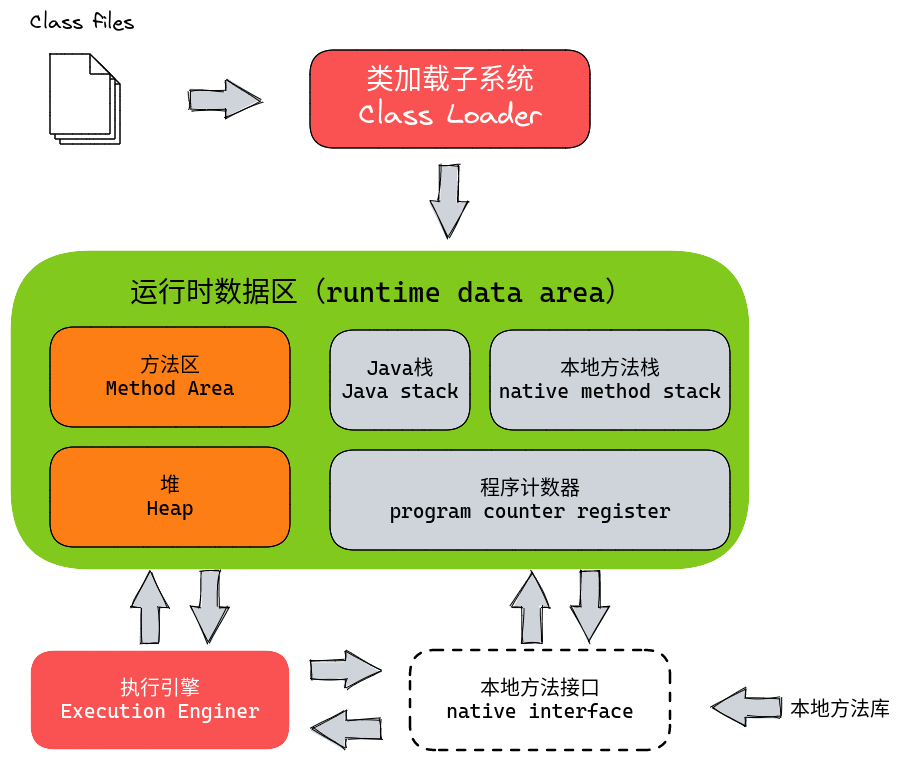 Class files
类加载子系统
Class Loader
运行时数据区（runtime data area）
方法区
Method Area
Java栈
Java stack
本地方法栈
native method stack
堆
Heap
程序计数器
program counter register
执行引擎
Execution Enginer
本地方法接口
native interface
本地方法库